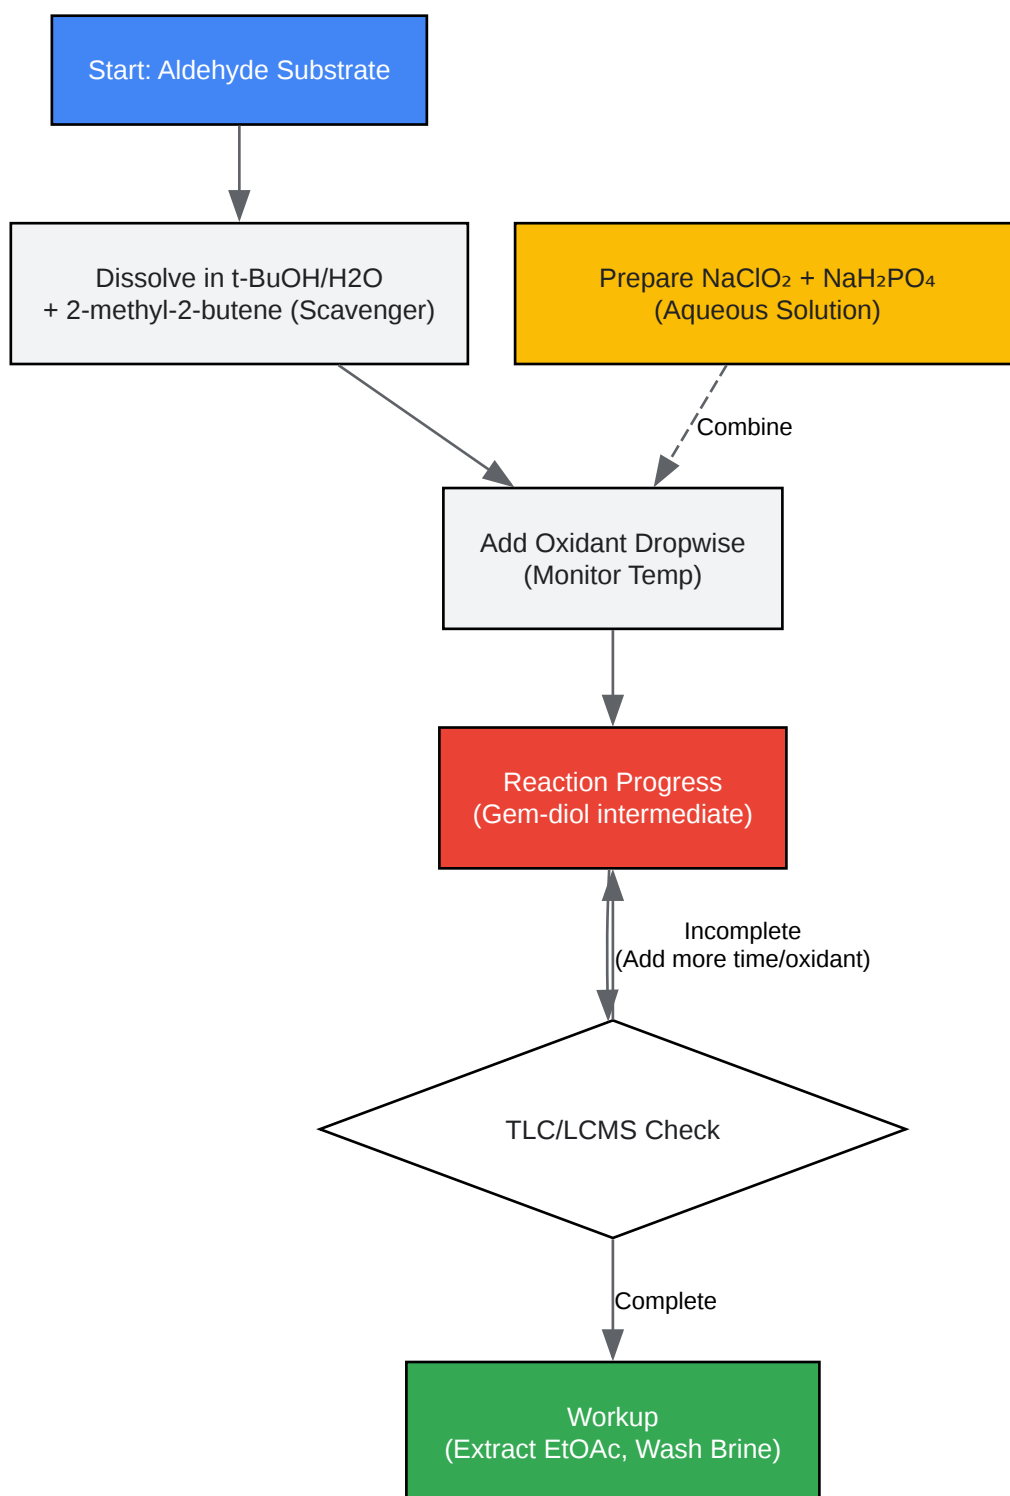 Start: Aldehyde Substrate
Dissolve in t-BuOH/H2O
+ 2-methyl-2-butene (Scavenger)
Prepare NaClO₂ + NaH₂PO₄
(Aqueous Solution)
Combine
Add Oxidant Dropwise
(Monitor Temp)
Reaction Progress
(Gem-diol intermediate)
Incomplete
(Add more time/oxidant)
TLC/LCMS Check
Complete
Workup
(Extract EtOAc, Wash Brine)